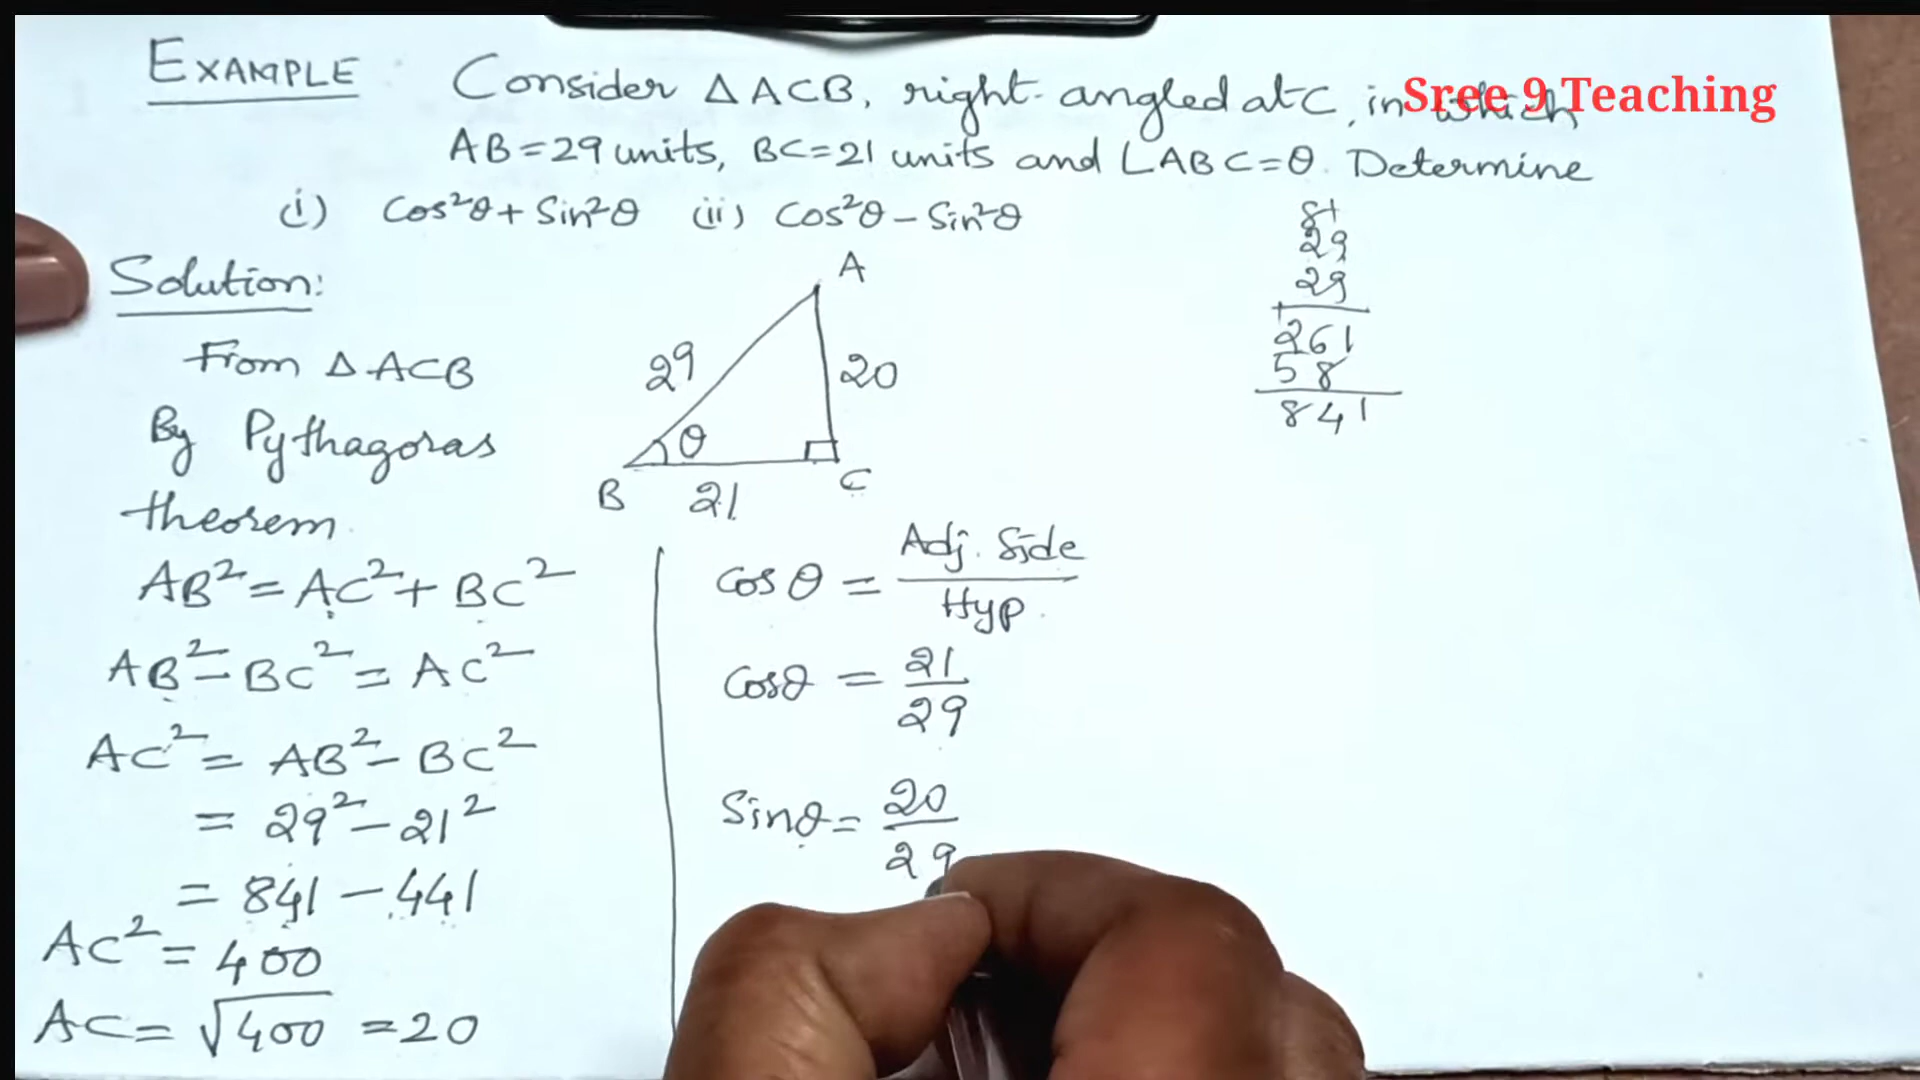 EXAMPLE Consider △ ACB, right-angled at C, in which
Sree 9 Teaching
AB=29 units, BC=21 units and ∠ABC=θ. Determine
(i) Cos²θ + Sin²θ (ii) Cos²θ – Sin²θ
Solution:
From △ ACB
By Pythagoras
theorem
AB² = AC² + BC²
AB² – BC² = AC²
AC² = AB² – BC²
= 29² – 21²
= 841 – 441
AC² = 400
AC = √400 = 20
A
29
20
θ
B
21
C
Cos θ = Adj. Side / Hyp.
Cosθ = 21/29
Sinθ = 20/29
29
29
261
58
841